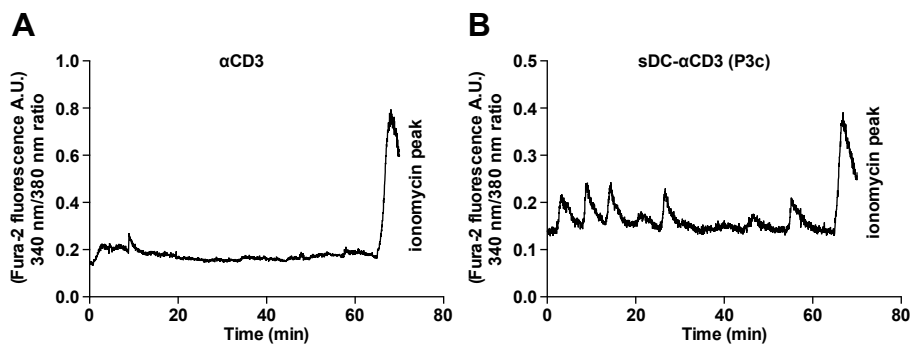 A
αCD3
(Fura-2 fluorescence A.U.)
340 nm/380 nm ratio
1.0
0.8
0.6
0.4
0.2
0.0
0
20
40
60
80
Time (min)
ionomycin peak
B
sDC-αCD3 (P3c)
(Fura-2 fluorescence A.U.)
340 nm/380 nm ratio
0.5
0.4
0.3
0.2
0.1
0.0
0
20
40
60
80
Time (min)
ionomycin peak